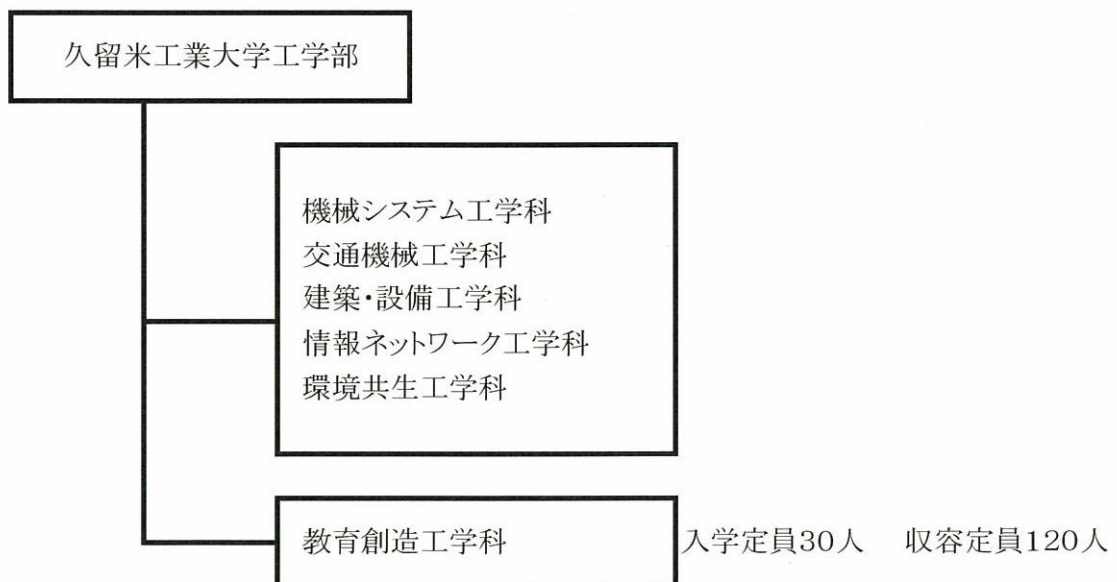 久留米工業大学工学部
機械システム工学科
交通機械工学科
建築・設備工学科
情報ネットワーク工学科
環境共生工学科
教育創造工学科 入学定員30人 収容定員120人